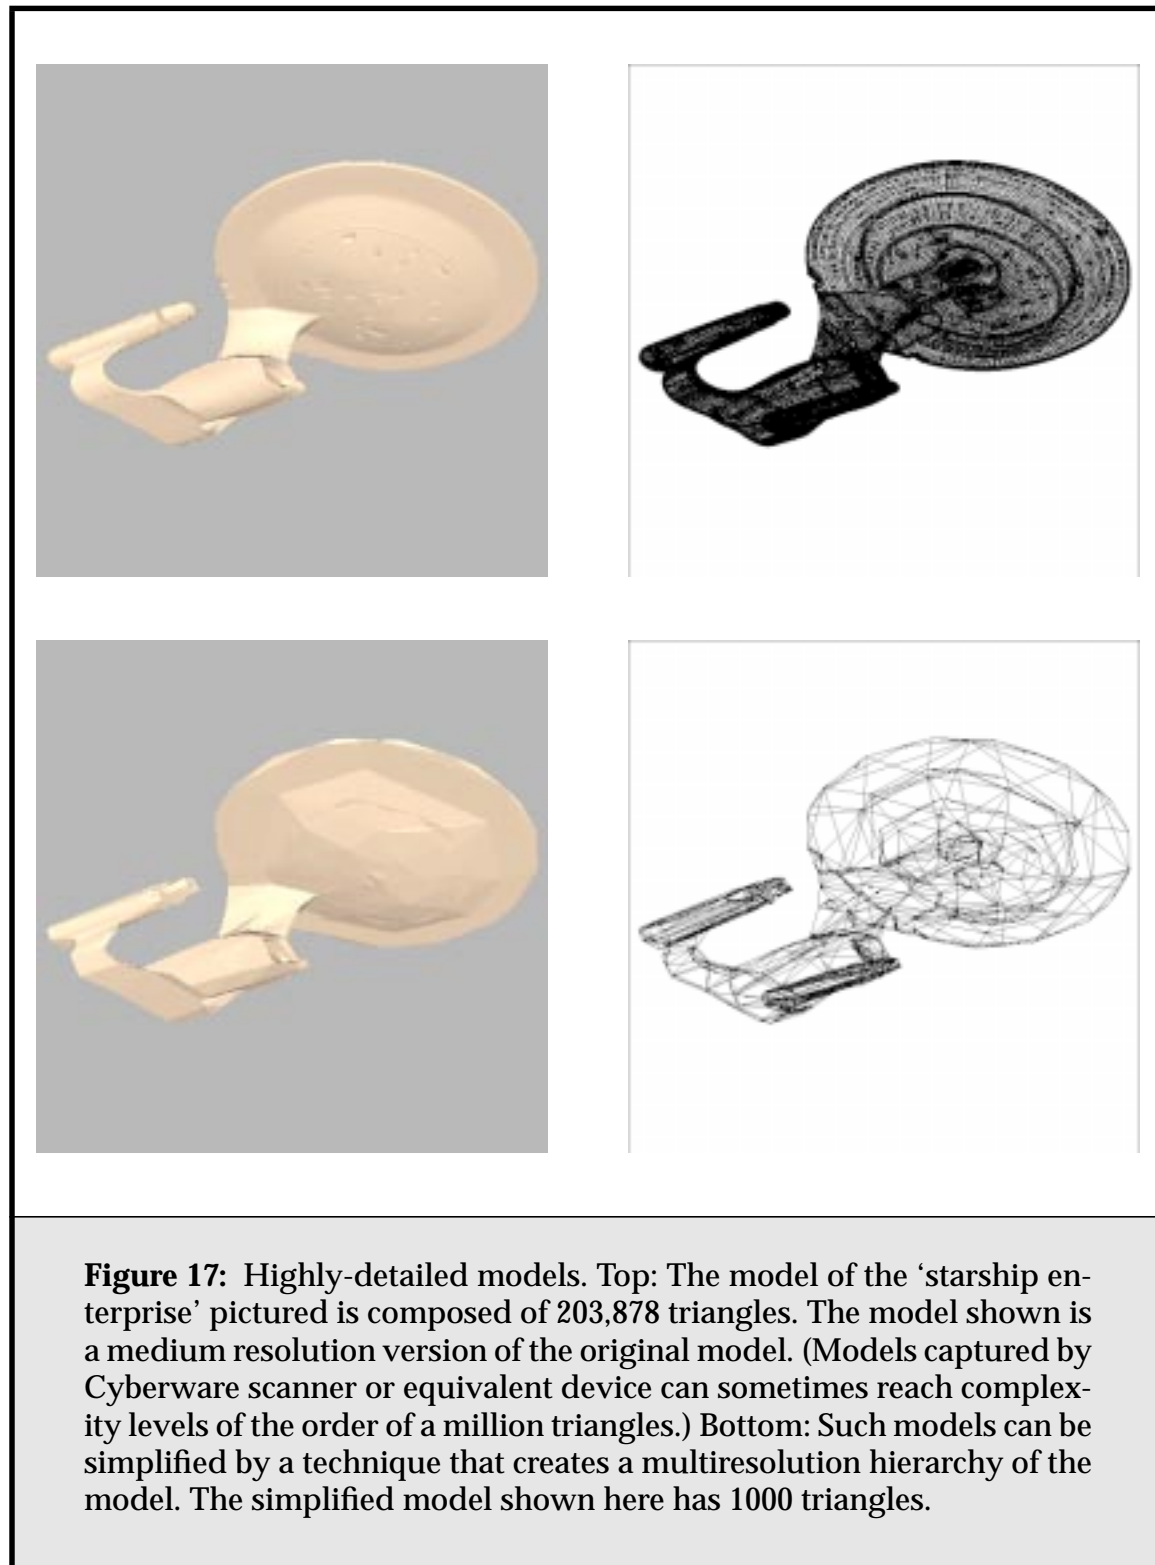 Figure 17: Highly-detailed models. Top: The model of the ‘starship en-
terprise’ pictured is composed of 203,878 triangles. The model shown is
a medium resolution version of the original model. (Models captured by
Cyberware scanner or equivalent device can sometimes reach complex-
ity levels of the order of a million triangles.) Bottom: Such models can be
simplified by a technique that creates a multiresolution hierarchy of the
model. The simplified model shown here has 1000 triangles.